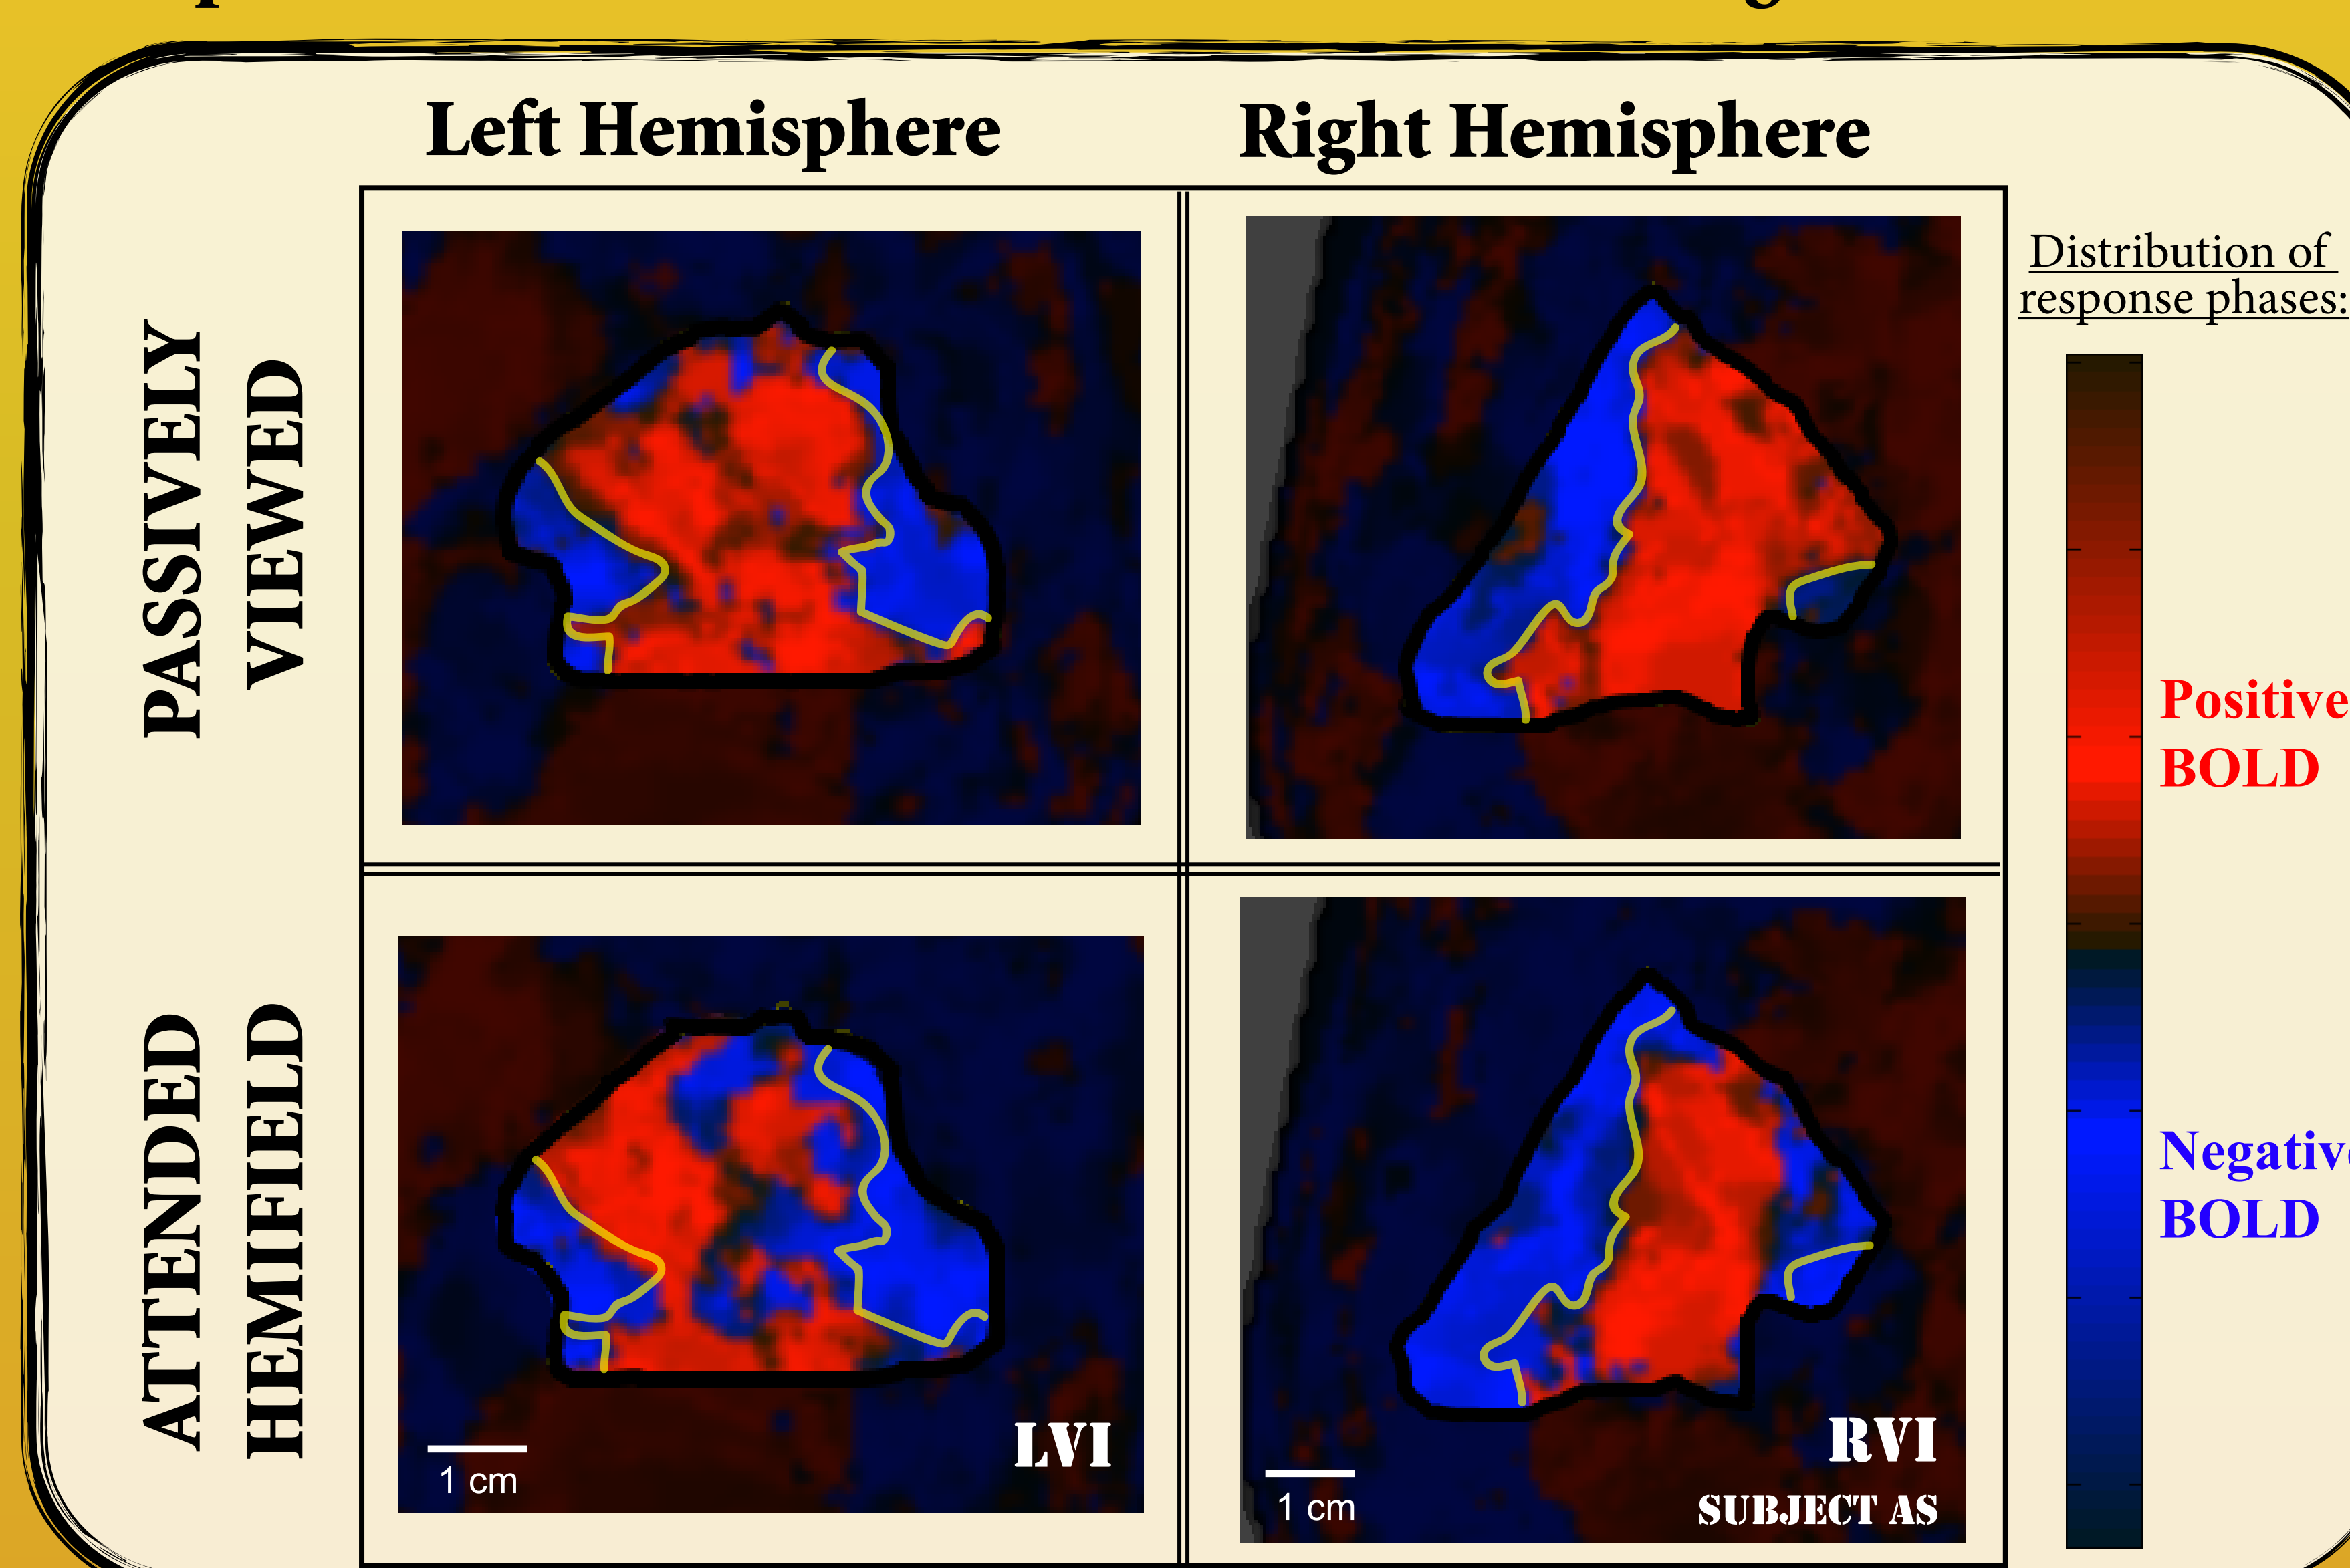 Left Hemisphere
Right Hemisphere
PASSIVELY
VIEWED
Distribution of
response phases:
Positive
BOLD
Negative
BOLD
ATTENDED
HEMIFIELD
1 cm
LVI
1 cm
RVI
SUBJECT AS